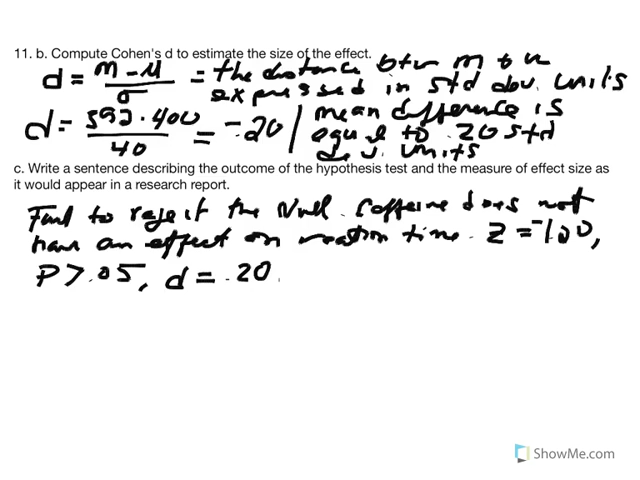 11. b. Compute Cohen's d to estimate the size of the effect.
d = M - μ / σ = the distance btw m & u expressed in std dev. units
d = 392 - 400 / 40 = -.20 | mean difference is equal to .20 std dev. units
c. Write a sentence describing the outcome of the hypothesis test and the measure of effect size as
it would appear in a research report.
Fail to reject the Null. Caffeine does not
have an effect on reaction time. Z = -1.00,
P > .05, d = .20
ShowMe.com